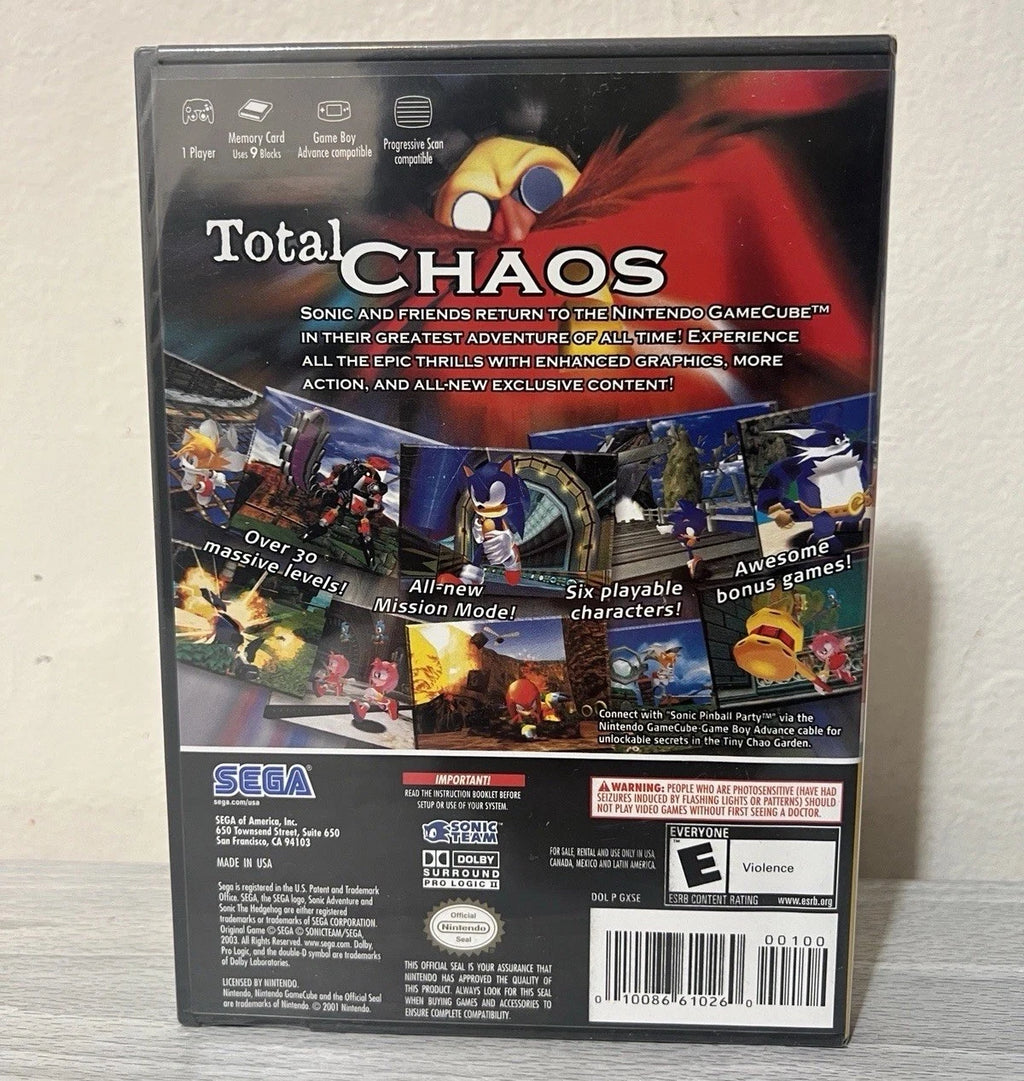 1 Player
Memory Card
Uses 9 Blocks
Game Boy
Advance compatible
Progressive Scan
compatible
Total
CHAOS
SONIC AND FRIENDS RETURN TO THE NINTENDO GAMECUBE™
IN THEIR GREATEST ADVENTURE OF ALL TIME! EXPERIENCE
ALL THE EPIC THRILLS WITH ENHANCED GRAPHICS, MORE
ACTION, AND ALL-NEW EXCLUSIVE CONTENT!
Over 30
massive levels!
All-new
Mission Mode!
Six playable
characters!
Awesome
bonus games!
Connect with "Sonic Pinball Party™" via the
Nintendo GameCube-Game Boy Advance cable for
unlockable secrets in the Tiny Chao Garden.
SEGA®
sega.com/usa
SEGA of America, Inc.
650 Townsend Street, Suite 650
San Francisco, CA 94103
MADE IN USA
Sega is registered in the U.S. Patent and Trademark
Office. SEGA, the SEGA logo, Sonic Adventure and
Sonic The Hedgehog are either registered
trademarks or trademarks of SEGA CORPORATION.
Original Game © SEGA © SONICTEAM/SEGA,
2003. All Rights Reserved. www.sega.com. Dolby,
Pro Logic, and the double-D symbol are trademarks
of Dolby Laboratories.
LICENSED BY NINTENDO.
Nintendo, Nintendo GameCube and the Official Seal
are trademarks of Nintendo. © 2001 Nintendo.
IMPORTANT!
READ THE INSTRUCTION BOOKLET BEFORE
SETUP OR USE OF YOUR SYSTEM.
SONIC
TEAM™
DOLBY
SURROUND
PRO LOGIC II
Official
Nintendo
Seal
THIS OFFICIAL SEAL IS YOUR ASSURANCE THAT
NINTENDO HAS APPROVED THE QUALITY OF
THIS PRODUCT. ALWAYS LOOK FOR THIS SEAL
WHEN BUYING GAMES AND ACCESSORIES TO
ENSURE COMPLETE COMPATIBILITY.
WARNING: PEOPLE WHO ARE PHOTOSENSITIVE (HAVE HAD
SEIZURES INDUCED BY FLASHING LIGHTS OR PATTERNS) SHOULD
NOT PLAY VIDEO GAMES WITHOUT FIRST SEEING A DOCTOR.
FOR SALE, RENTAL AND USE ONLY IN USA,
CANADA, MEXICO AND LATIN AMERICA.
DOL P GXSE
EVERYONE
™
E
Violence
ESRB CONTENT RATING www.esrb.org
00100
0 10086 61026 0